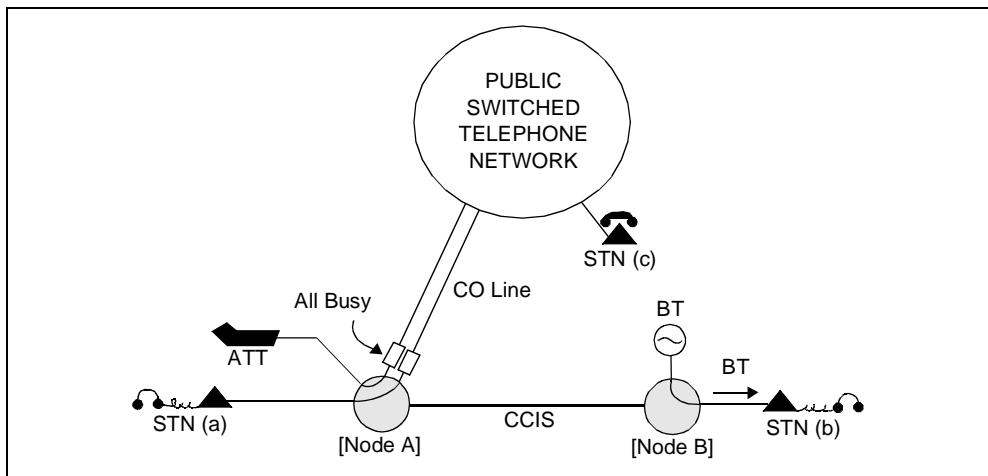 PUBLIC
SWITCHED
TELEPHONE
NETWORK
STN (c)
CO Line
All Busy
BT
ATT
BT
STN (a)
CCIS
STN (b)
[Node A]
[Node B]